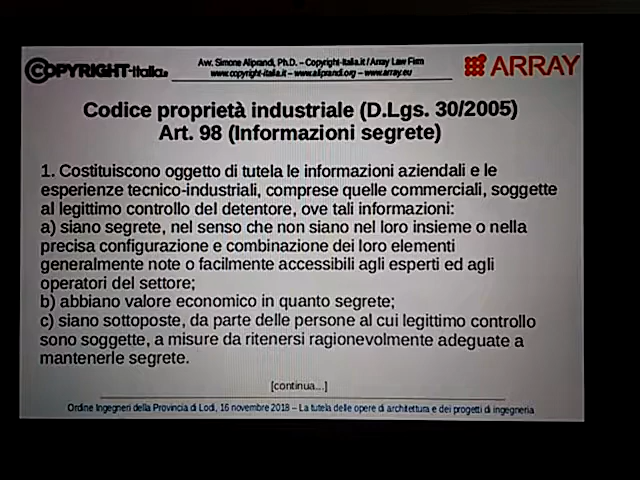 COPYRIGHT-Italia.it
Avv. Simone Aliprandi, Ph.D. – Copyright-Italia.it / Array Law Firm
www.copyright-italia.it – www.aliprandi.org – www.array.eu
ARRAY
Codice proprietà industriale (D.Lgs. 30/2005)
Art. 98 (Informazioni segrete)
1. Costituiscono oggetto di tutela le informazioni aziendali e le
esperienze tecnico-industriali, comprese quelle commerciali, soggette
al legittimo controllo del detentore, ove tali informazioni:
a) siano segrete, nel senso che non siano nel loro insieme o nella
precisa configurazione e combinazione dei loro elementi
generalmente note o facilmente accessibili agli esperti ed agli
operatori del settore;
b) abbiano valore economico in quanto segrete;
c) siano sottoposte, da parte delle persone al cui legittimo controllo
sono soggette, a misure da ritenersi ragionevolmente adeguate a
mantenerle segrete.
[continua...]
Ordine Ingegneri della Provincia di Lodi, 16 novembre 2018 – La tutela delle opere di architettura e dei progetti di ingegneria